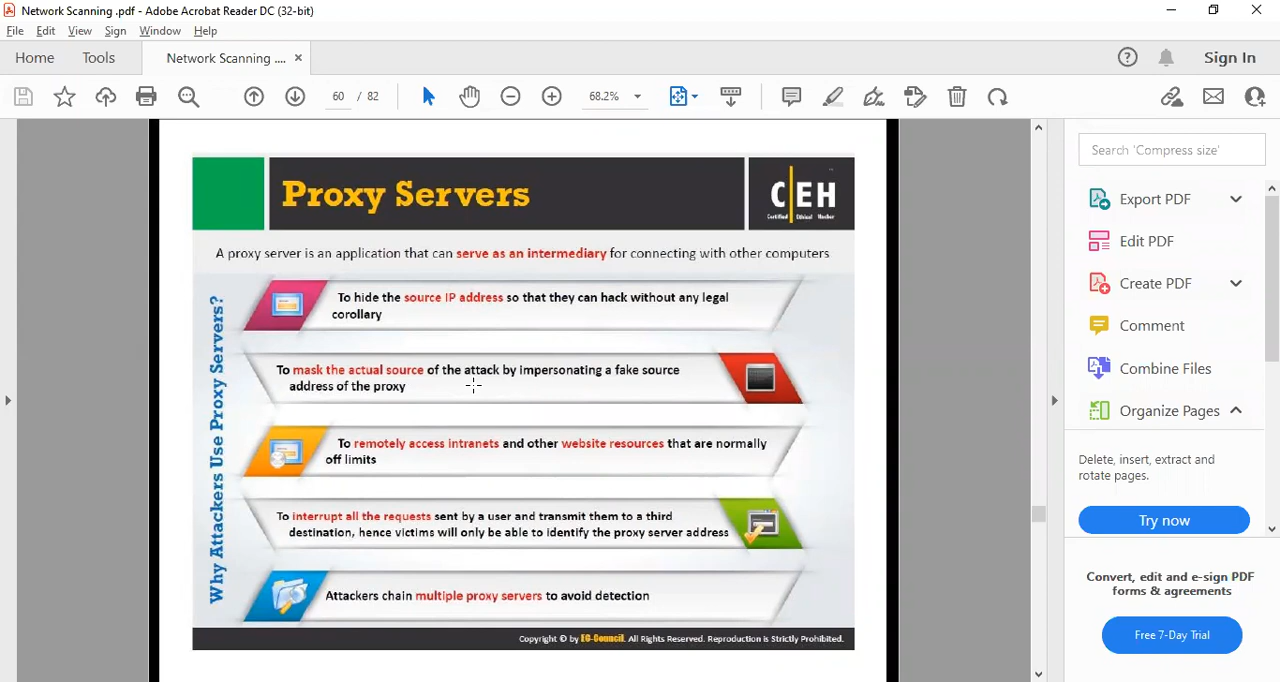 Network Scanning .pdf - Adobe Acrobat Reader DC (32-bit)
File Edit View Sign Window Help
Home Tools Network Scanning .... × Sign In
60 / 82 68.2%
Search 'Compress size'
Export PDF
Edit PDF
Create PDF
Comment
Combine Files
Organize Pages
Delete, insert, extract and
rotate pages.
Try now
Convert, edit and e-sign PDF
forms & agreements
Free 7-Day Trial
Proxy Servers
C|EH
Certified Ethical Hacker
A proxy server is an application that can serve as an intermediary for connecting with other computers
Why Attackers Use Proxy Servers?
To hide the source IP address so that they can hack without any legal
corollary
To mask the actual source of the attack by impersonating a fake source
address of the proxy
To remotely access intranets and other website resources that are normally
off limits
To interrupt all the requests sent by a user and transmit them to a third
destination, hence victims will only be able to identify the proxy server address
Attackers chain multiple proxy servers to avoid detection
Copyright © by EC-Council. All Rights Reserved. Reproduction is Strictly Prohibited.